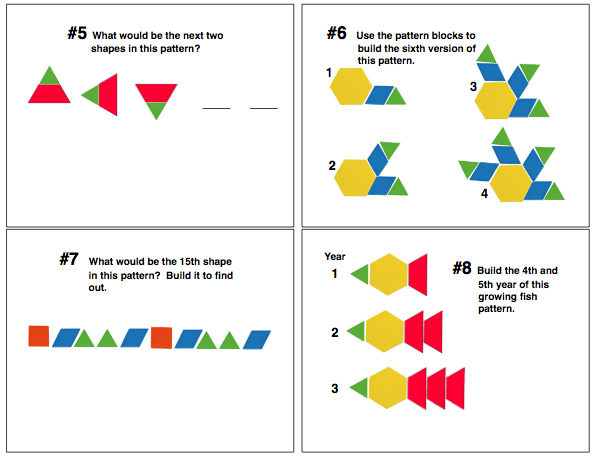 #5 What would be the next two
shapes in this pattern?
#6 Use the pattern blocks to
build the sixth version of
this pattern.
1
2
3
4
#7 What would be the 15th shape
in this pattern? Build it to find
out.
#8 Build the 4th and
5th year of this
growing fish
pattern.
Year
1
2
3